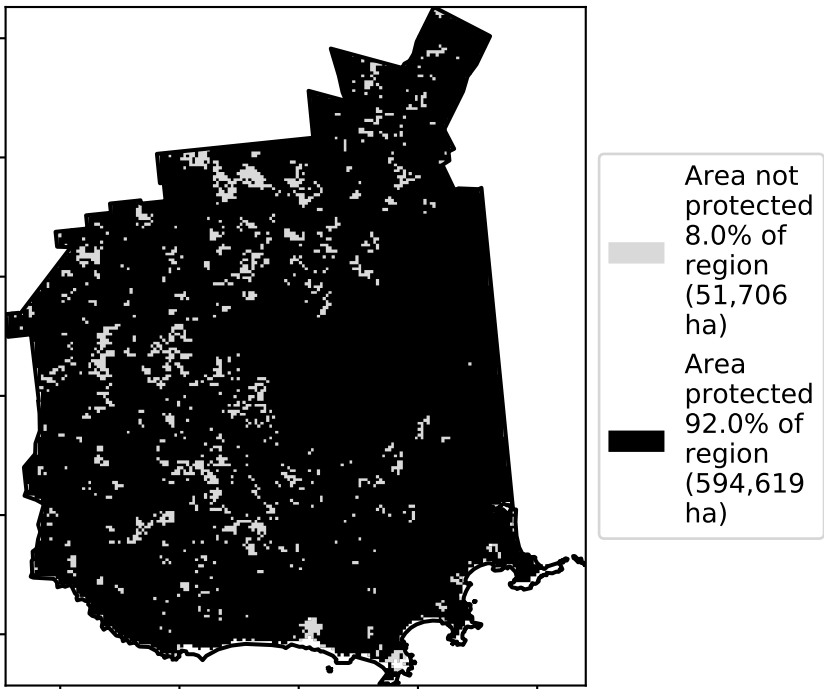 Area not
protected
8.0% of
region
(51,706
ha)
Area
protected
92.0% of
region
(594,619
ha)